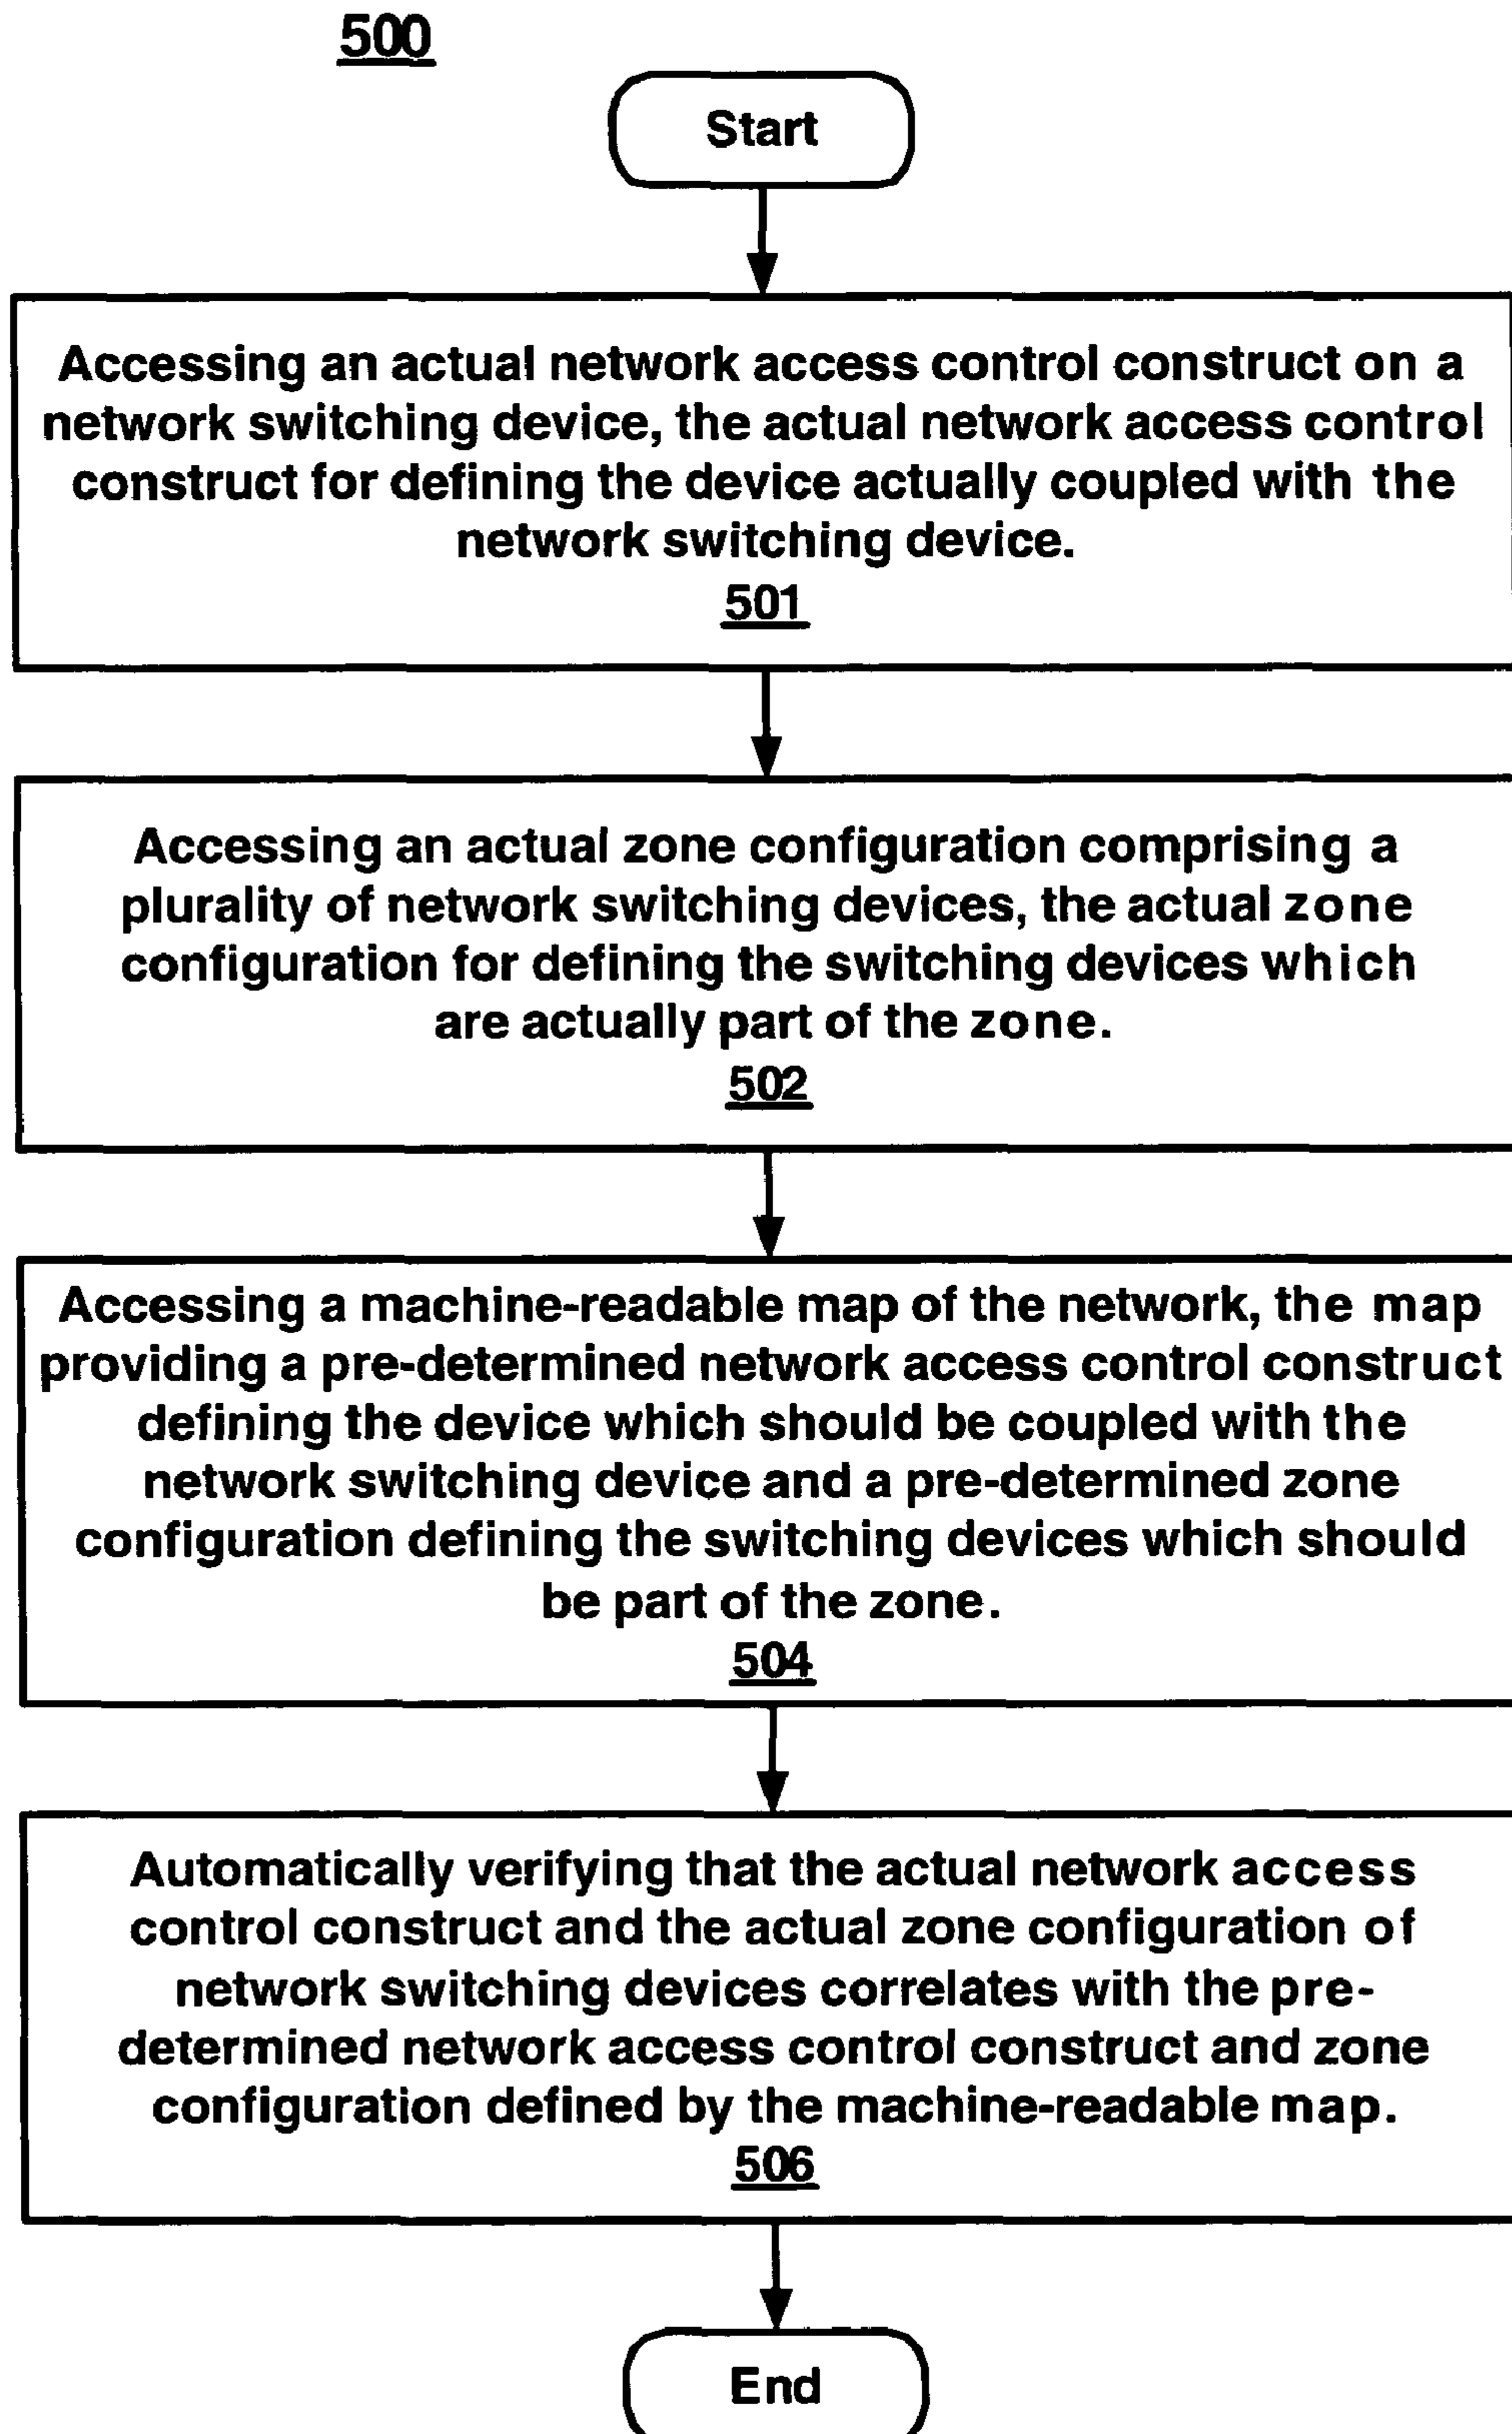 500
Start
Accessing an actual network access control construct on a
network switching device, the actual network access control
construct for defining the device actually coupled with the
network switching device.
501
Accessing an actual zone configuration comprising a
plurality of network switching devices, the actual zone
configuration for defining the switching devices which
are actually part of the zone.
502
Accessing a machine-readable map of the network, the map
providing a pre-determined network access control construct
defining the device which should be coupled with the
network switching device and a pre-determined zone
configuration defining the switching devices which should
be part of the zone.
504
Automatically verifying that the actual network access
control construct and the actual zone configuration of
network switching devices correlates with the pre-
determined network access control construct and zone
configuration defined by the machine-readable map.
506
End